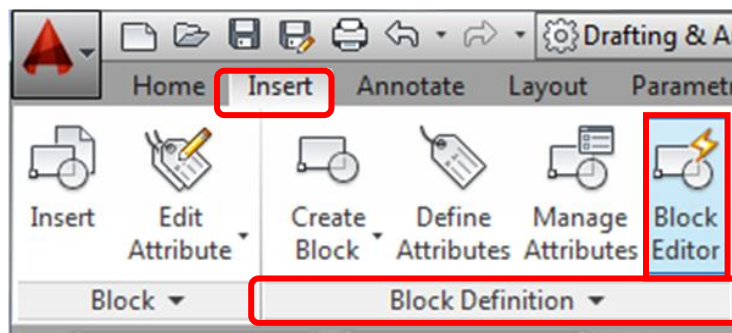 Drafting & A
Home Insert Annotate Layout Parametr
Insert Edit Attribute Create Block Define Attributes Manage Attributes Block Editor
Block Block Definition